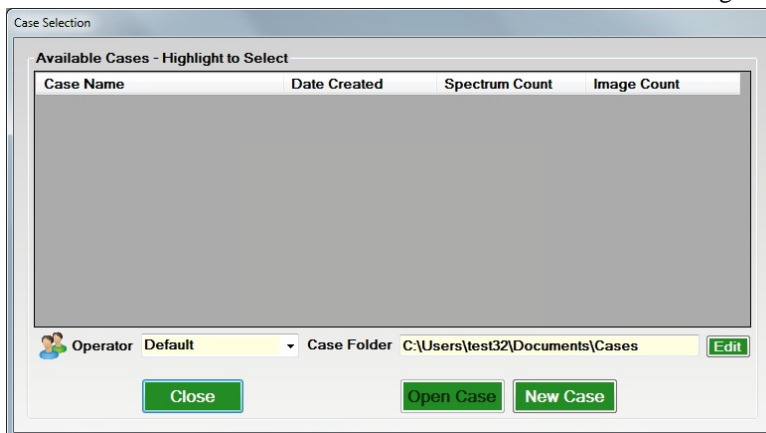 Case Selection
Available Cases - Highlight to Select
Case Name Date Created Spectrum Count Image Count
Operator Default Case Folder C:\Users\test32\Documents\Cases Edit
Close Open Case New Case